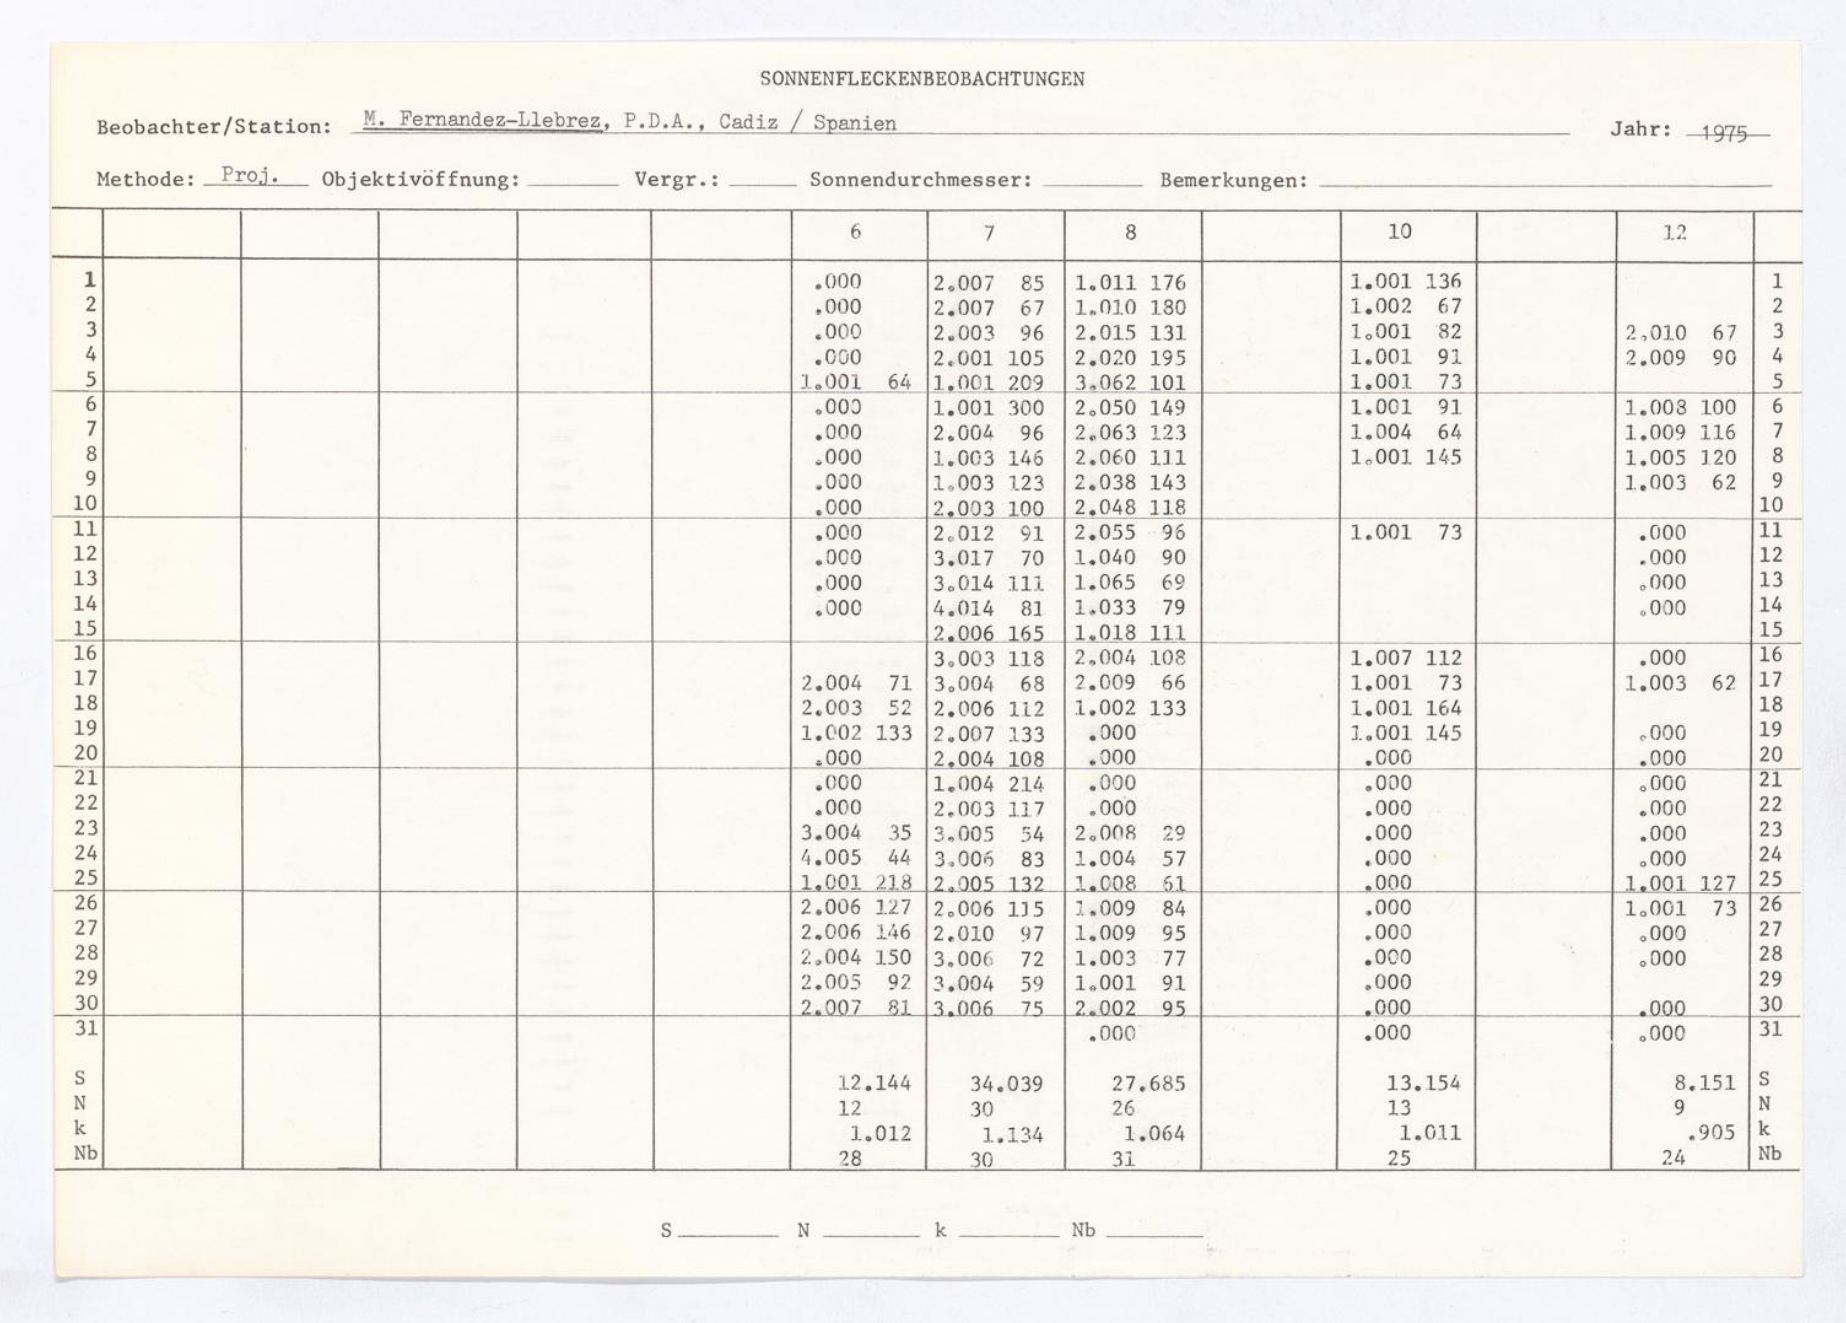 SONNENFLECKENBEOBACHTUNGEN
Beobachter/Station: M. Fernandez-Llebrez, P.D.A., Cadiz / Spanien Jahr: 1975
Methode: Proj. Objektivöffnung: Vergr.: Sonnendurchmesser: Bemerkungen:
6 7 8 10 12
1 .000 2.007 85 1.011 176 1.001 136 1
2 .000 2.007 67 1.010 180 1.002 67 2
3 .000 2.003 96 2.015 131 1.001 82 2.010 67 3
4 .000 2.001 105 2.020 195 1.001 91 2.009 90 4
5 1.001 64 1.001 209 3.062 101 1.001 73 5
6 .000 1.001 300 2.050 149 1.001 91 1.008 100 6
7 .000 2.004 96 2.063 123 1.004 64 1.009 116 7
8 .000 1.003 146 2.060 111 1.001 145 1.005 120 8
9 .000 1.003 123 2.038 143 1.003 62 9
10 .000 2.003 100 2.048 118 10
11 .000 2.012 91 2.055 96 1.001 73 .000 11
12 .000 3.017 70 1.040 90 .000 12
13 .000 3.014 111 1.065 69 .000 13
14 .000 4.014 81 1.033 79 .000 14
15 2.006 165 1.018 111 15
16 3.003 118 2.004 108 1.007 112 .000 16
17 2.004 71 3.004 68 2.009 66 1.001 73 1.003 62 17
18 2.003 52 2.006 112 1.002 133 1.001 164 18
19 1.002 133 2.007 133 .000 1.001 145 .000 19
20 .000 2.004 108 .000 .000 .000 20
21 .000 1.004 214 .000 .000 .000 21
22 .000 2.003 117 .000 .000 .000 22
23 3.004 35 3.005 54 2.008 29 .000 .000 23
24 4.005 44 3.006 83 1.004 57 .000 .000 24
25 1.001 218 2.005 132 1.008 61 .000 1.001 127 25
26 2.006 127 2.006 115 1.009 84 .000 1.001 73 26
27 2.006 146 2.010 97 1.009 95 .000 .000 27
28 2.004 150 3.006 72 1.003 77 .000 .000 28
29 2.005 92 3.004 59 1.001 91 .000 29
30 2.007 81 3.006 75 2.002 95 .000 .000 30
31 .000 .000 .000 31
S 12.144 34.039 27.685 13.154 8.151 S
N 12 30 26 13 9 N
k 1.012 1.134 1.064 1.011 .905 k
Nb 28 30 31 25 24 Nb
S N k Nb